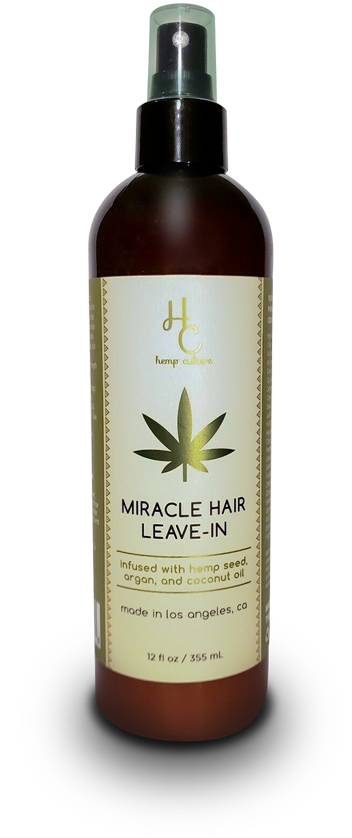 HC
hemp culture
MIRACLE HAIR
LEAVE-IN
infused with hemp seed,
argan, and coconut oil
made in los angeles, ca
12 fl oz / 355 mL